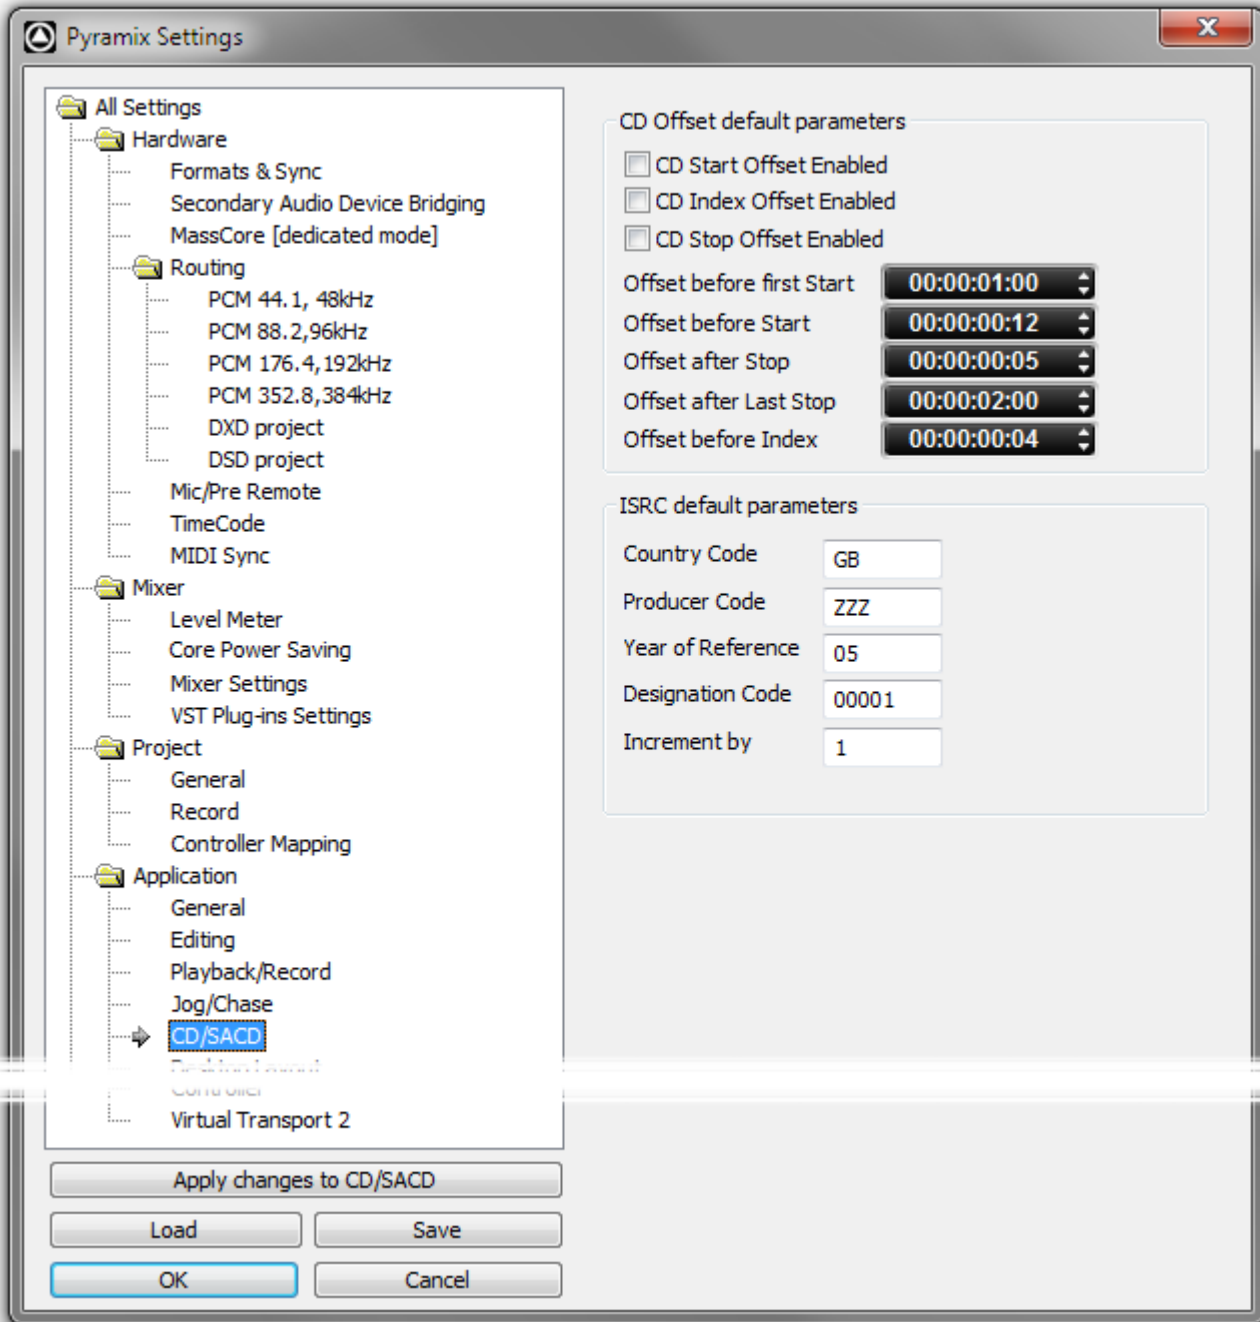 Pyramix Settings
All Settings
Hardware
Formats & Sync
Secondary Audio Device Bridging
MassCore [dedicated mode]
Routing
PCM 44.1, 48kHz
PCM 88.2,96kHz
PCM 176.4,192kHz
PCM 352.8,384kHz
DXD project
DSD project
Mic/Pre Remote
TimeCode
MIDI Sync
Mixer
Level Meter
Core Power Saving
Mixer Settings
VST Plug-ins Settings
Project
General
Record
Controller Mapping
Application
General
Editing
Playback/Record
Jog/Chase
CD/SACD
Controller
Virtual Transport 2
Apply changes to CD/SACD
Load Save
OK Cancel
CD Offset default parameters
CD Start Offset Enabled
CD Index Offset Enabled
CD Stop Offset Enabled
Offset before first Start 00:00:01:00
Offset before Start 00:00:00:12
Offset after Stop 00:00:00:05
Offset after Last Stop 00:00:02:00
Offset before Index 00:00:00:04
ISRC default parameters
Country Code GB
Producer Code ZZZ
Year of Reference 05
Designation Code 00001
Increment by 1